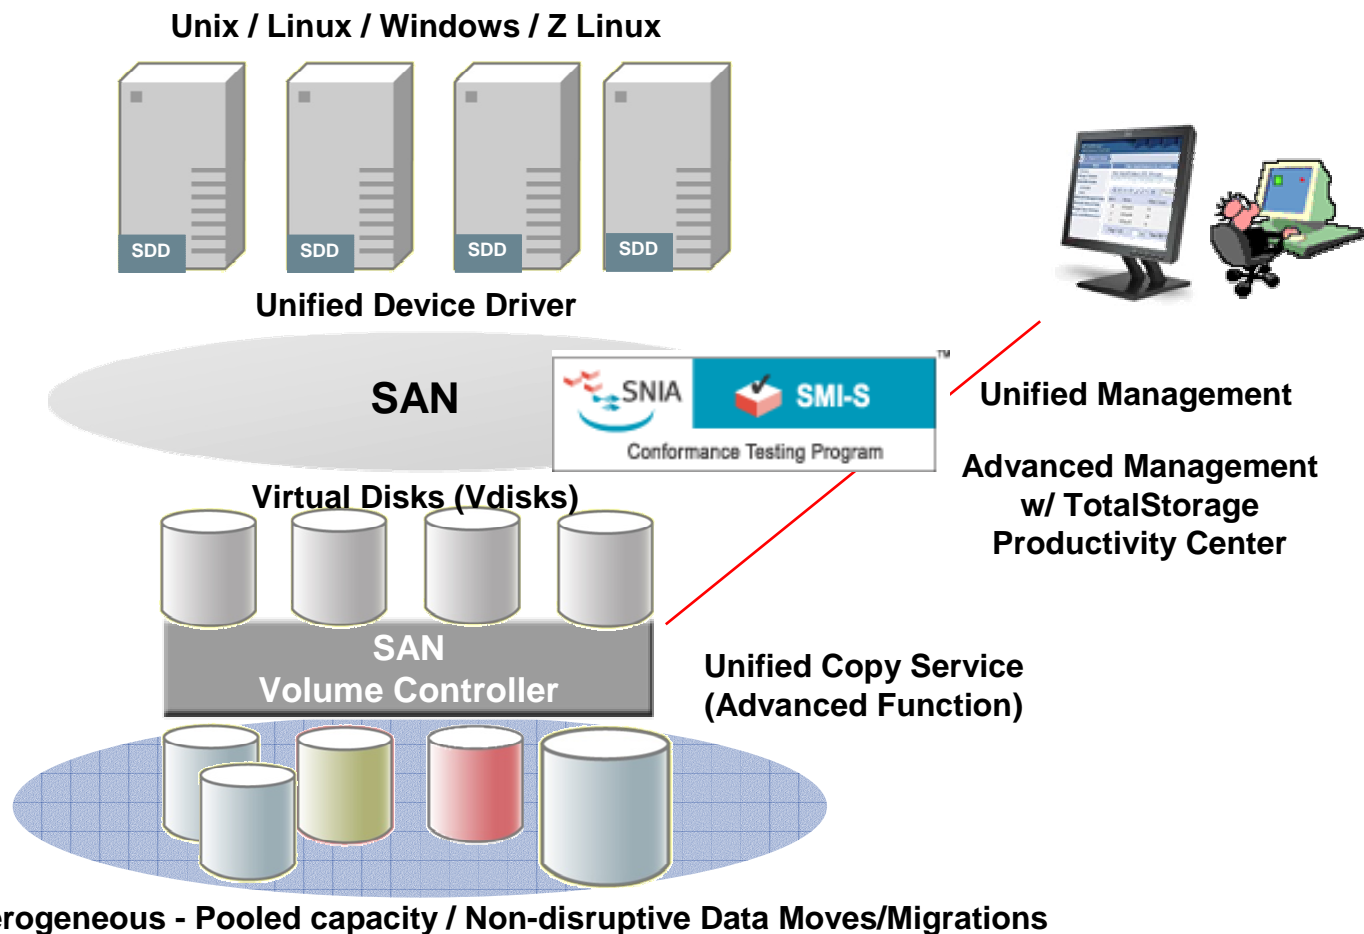 Unix / Linux / Windows / Z Linux
SDD
SDD
SDD
SDD
Unified Device Driver
SAN
SNIA
SMI-S
TM
Conformance Testing Program
Unified Management
Advanced Management
w/ TotalStorage
Productivity Center
Virtual Disks (Vdisks)
SAN
Volume Controller
Unified Copy Service
(Advanced Function)
erogeneous - Pooled capacity / Non-disruptive Data Moves/Migrations